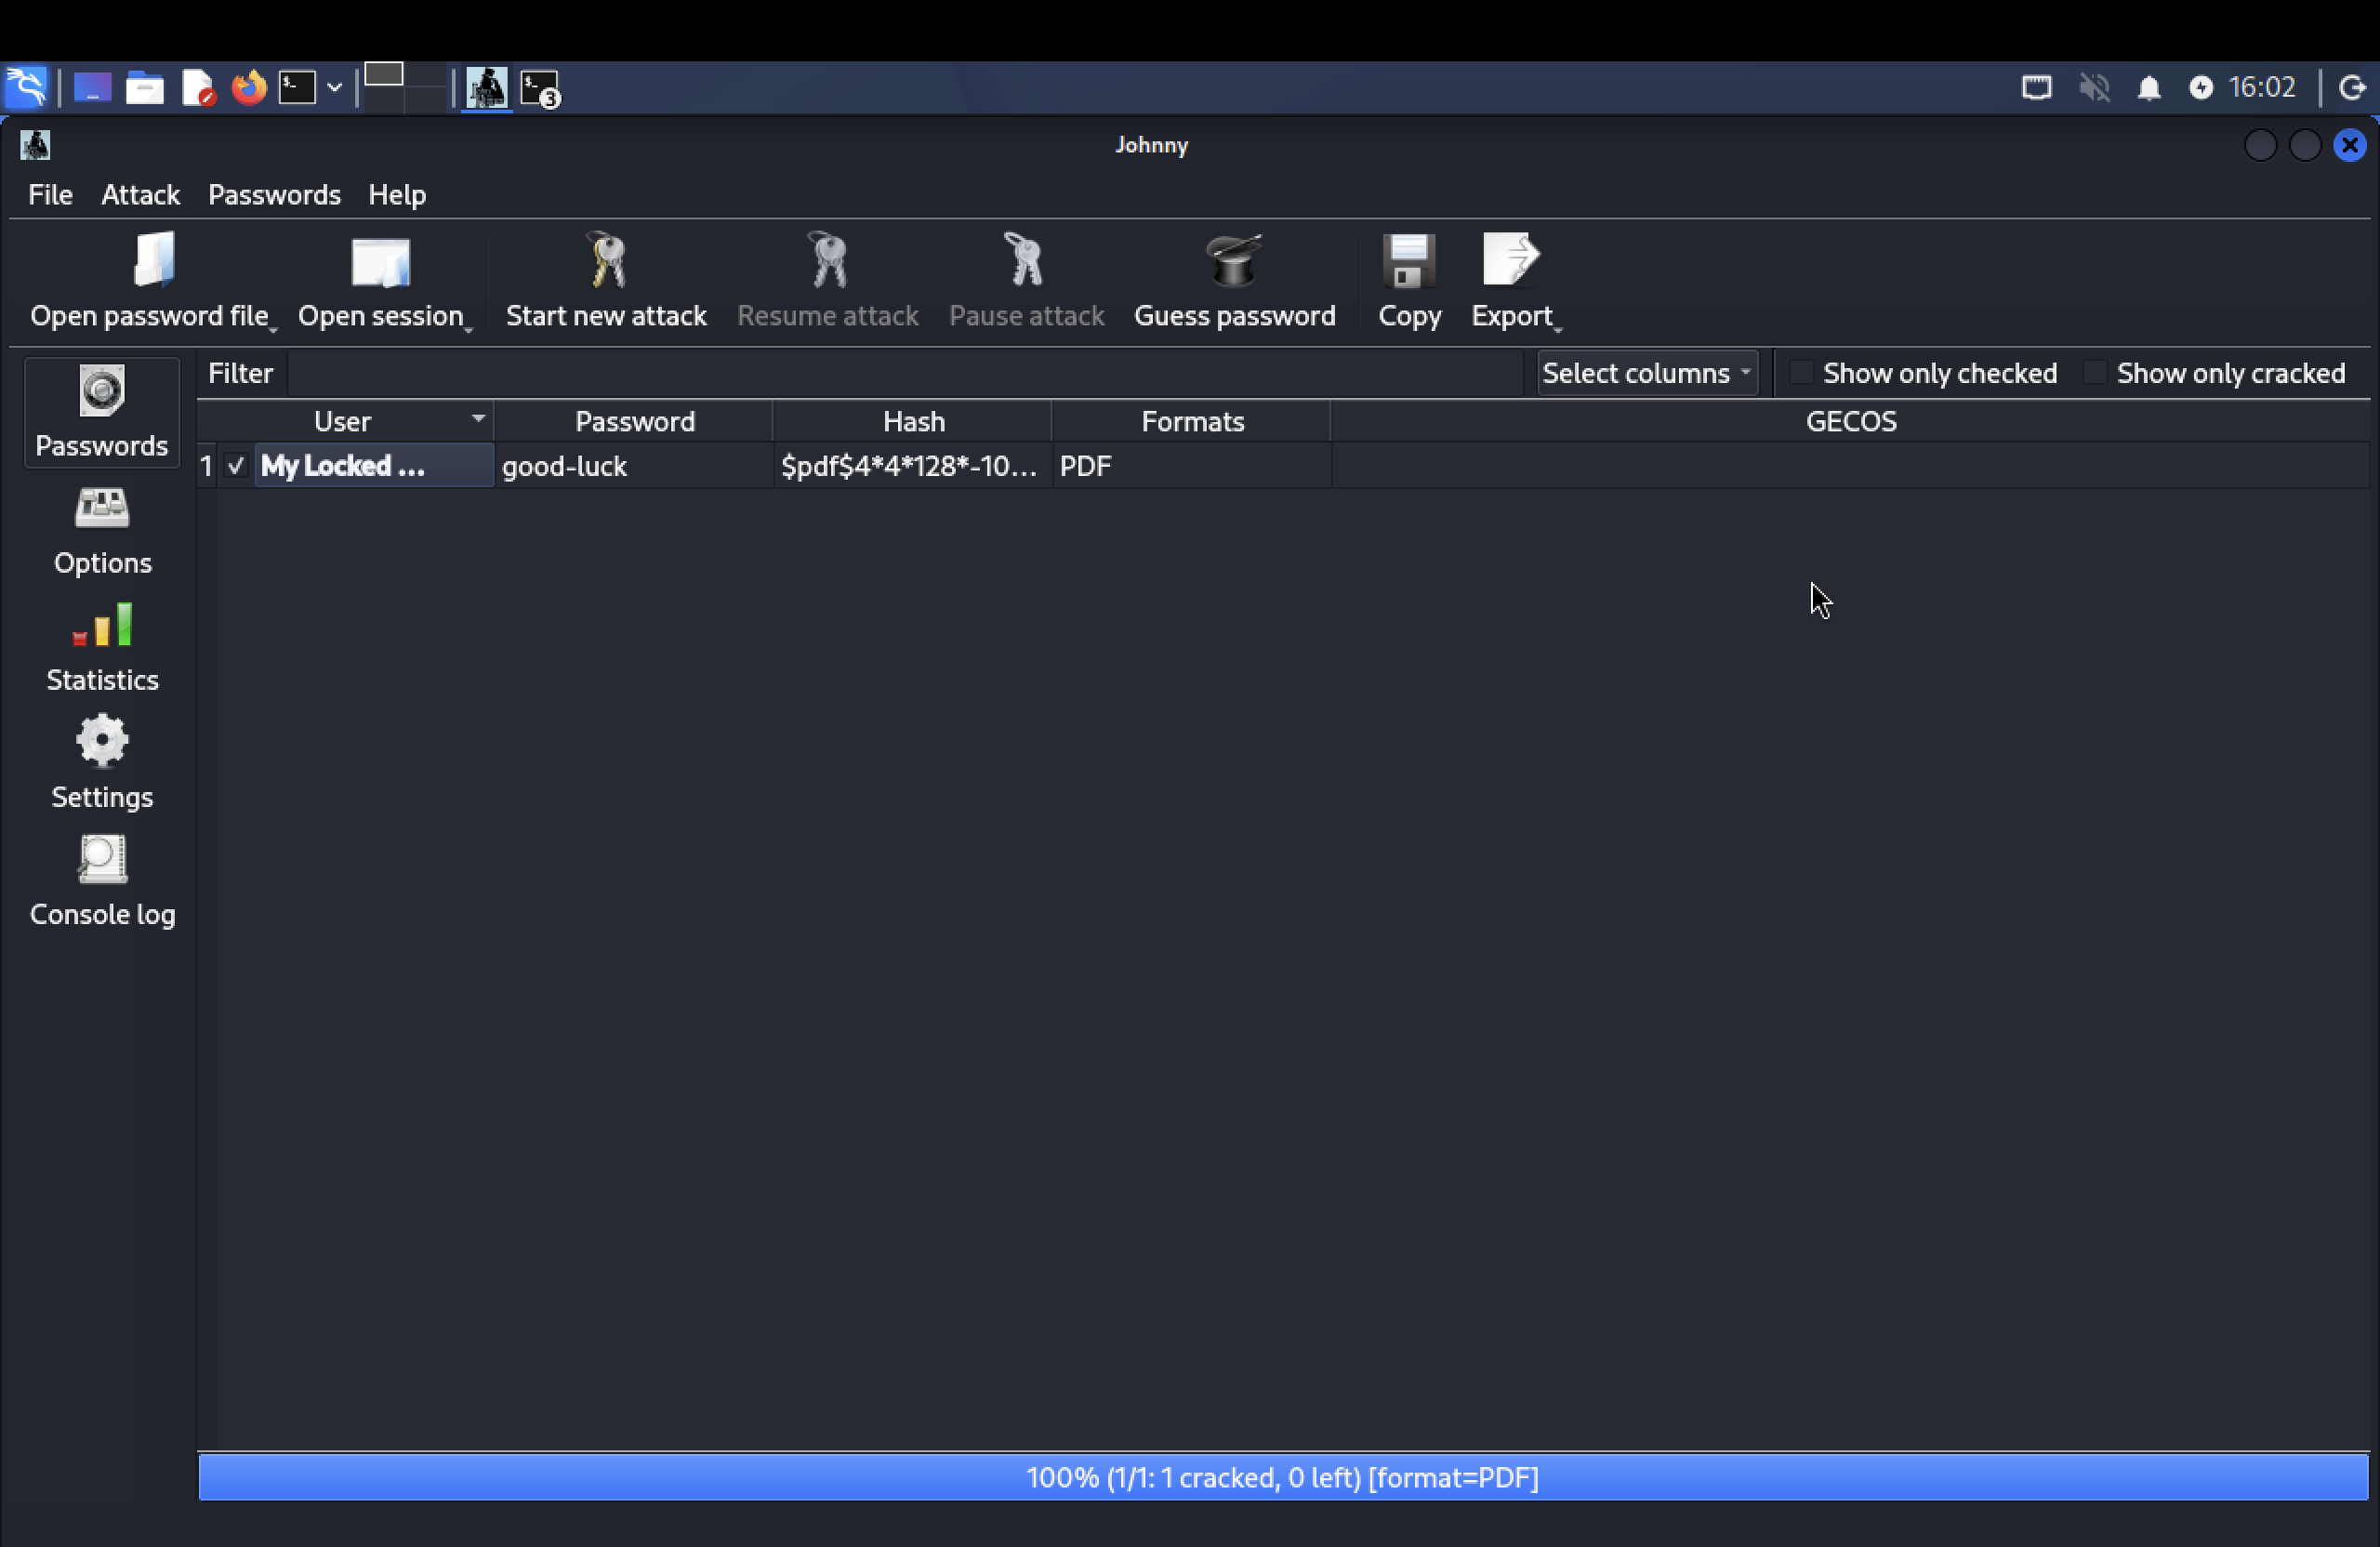 16:02
Johnny
File Attack Passwords Help
Open password file Open session Start new attack Resume attack Pause attack Guess password Copy Export
Passwords
Options
Statistics
Settings
Console log
Filter Select columns Show only checked Show only cracked
User Password Hash Formats GECOS
1 My Locked ... good-luck $pdf$4*4*128*-10... PDF
100% (1/1: 1 cracked, 0 left) [format=PDF]
$_
$_ 3